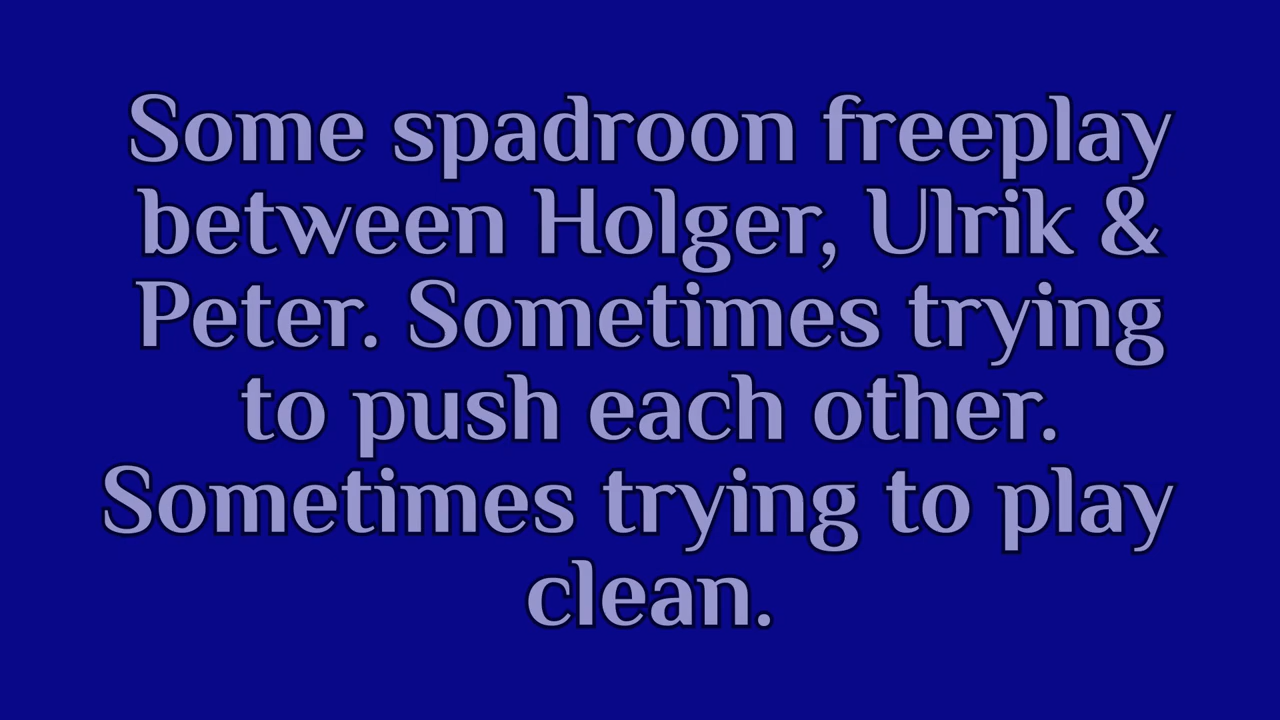 Some spadroon freeplay
between Holger, Ulrik &
Peter. Sometimes trying
to push each other.
Sometimes trying to play
clean.